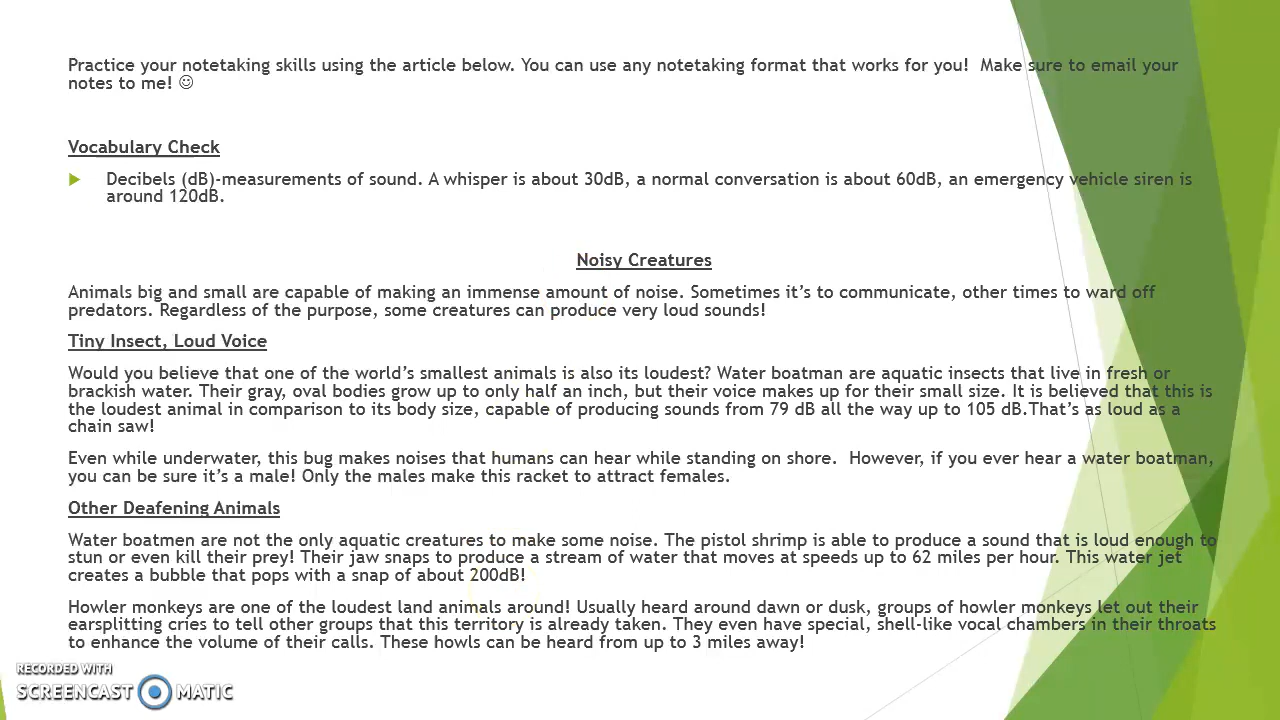 Practice your notetaking skills using the article below. You can use any notetaking format that works for you!  Make sure to email your
notes to me! ☺
Vocabulary Check
Decibels (dB)-measurements of sound. A whisper is about 30dB, a normal conversation is about 60dB, an emergency vehicle siren is
around 120dB.
Noisy Creatures
Animals big and small are capable of making an immense amount of noise. Sometimes it’s to communicate, other times to ward off
predators. Regardless of the purpose, some creatures can produce very loud sounds!
Tiny Insect, Loud Voice
Would you believe that one of the world’s smallest animals is also its loudest? Water boatman are aquatic insects that live in fresh or
brackish water. Their gray, oval bodies grow up to only half an inch, but their voice makes up for their small size. It is believed that this is
the loudest animal in comparison to its body size, capable of producing sounds from 79 dB all the way up to 105 dB.That’s as loud as a
chain saw!
Even while underwater, this bug makes noises that humans can hear while standing on shore.  However, if you ever hear a water boatman,
you can be sure it’s a male! Only the males make this racket to attract females.
Other Deafening Animals
Water boatmen are not the only aquatic creatures to make some noise. The pistol shrimp is able to produce a sound that is loud enough to
stun or even kill their prey! Their jaw snaps to produce a stream of water that moves at speeds up to 62 miles per hour. This water jet
creates a bubble that pops with a snap of about 200dB!
Howler monkeys are one of the loudest land animals around! Usually heard around dawn or dusk, groups of howler monkeys let out their
earsplitting cries to tell other groups that this territory is already taken. They even have special, shell-like vocal chambers in their throats
to enhance the volume of their calls. These howls can be heard from up to 3 miles away!
RECORDED WITH
SCREENCAST MATIC